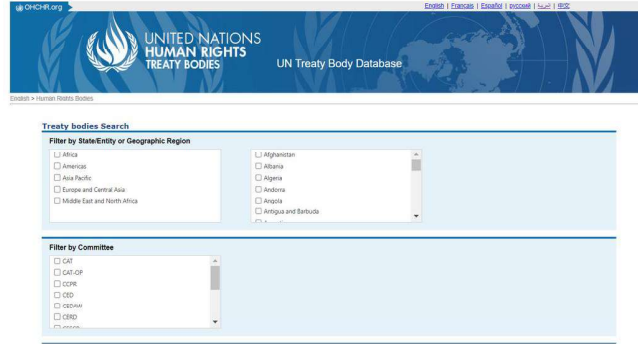 OHCHR.org
English | Français | Español | русский | العربية | 中文
UNITED NATIONS
HUMAN RIGHTS
TREATY BODIES
UN Treaty Body Database
English > Human Rights Bodies
Treaty bodies Search
Filter by State/Entity or Geographic Region
Africa
Americas
Asia Pacific
Europe and Central Asia
Middle East and North Africa
Afghanistan
Albania
Algeria
Andorra
Angola
Antigua and Barbuda
Filter by Committee
CAT
CAT-OP
CCPR
CED
CEDAW
CERD